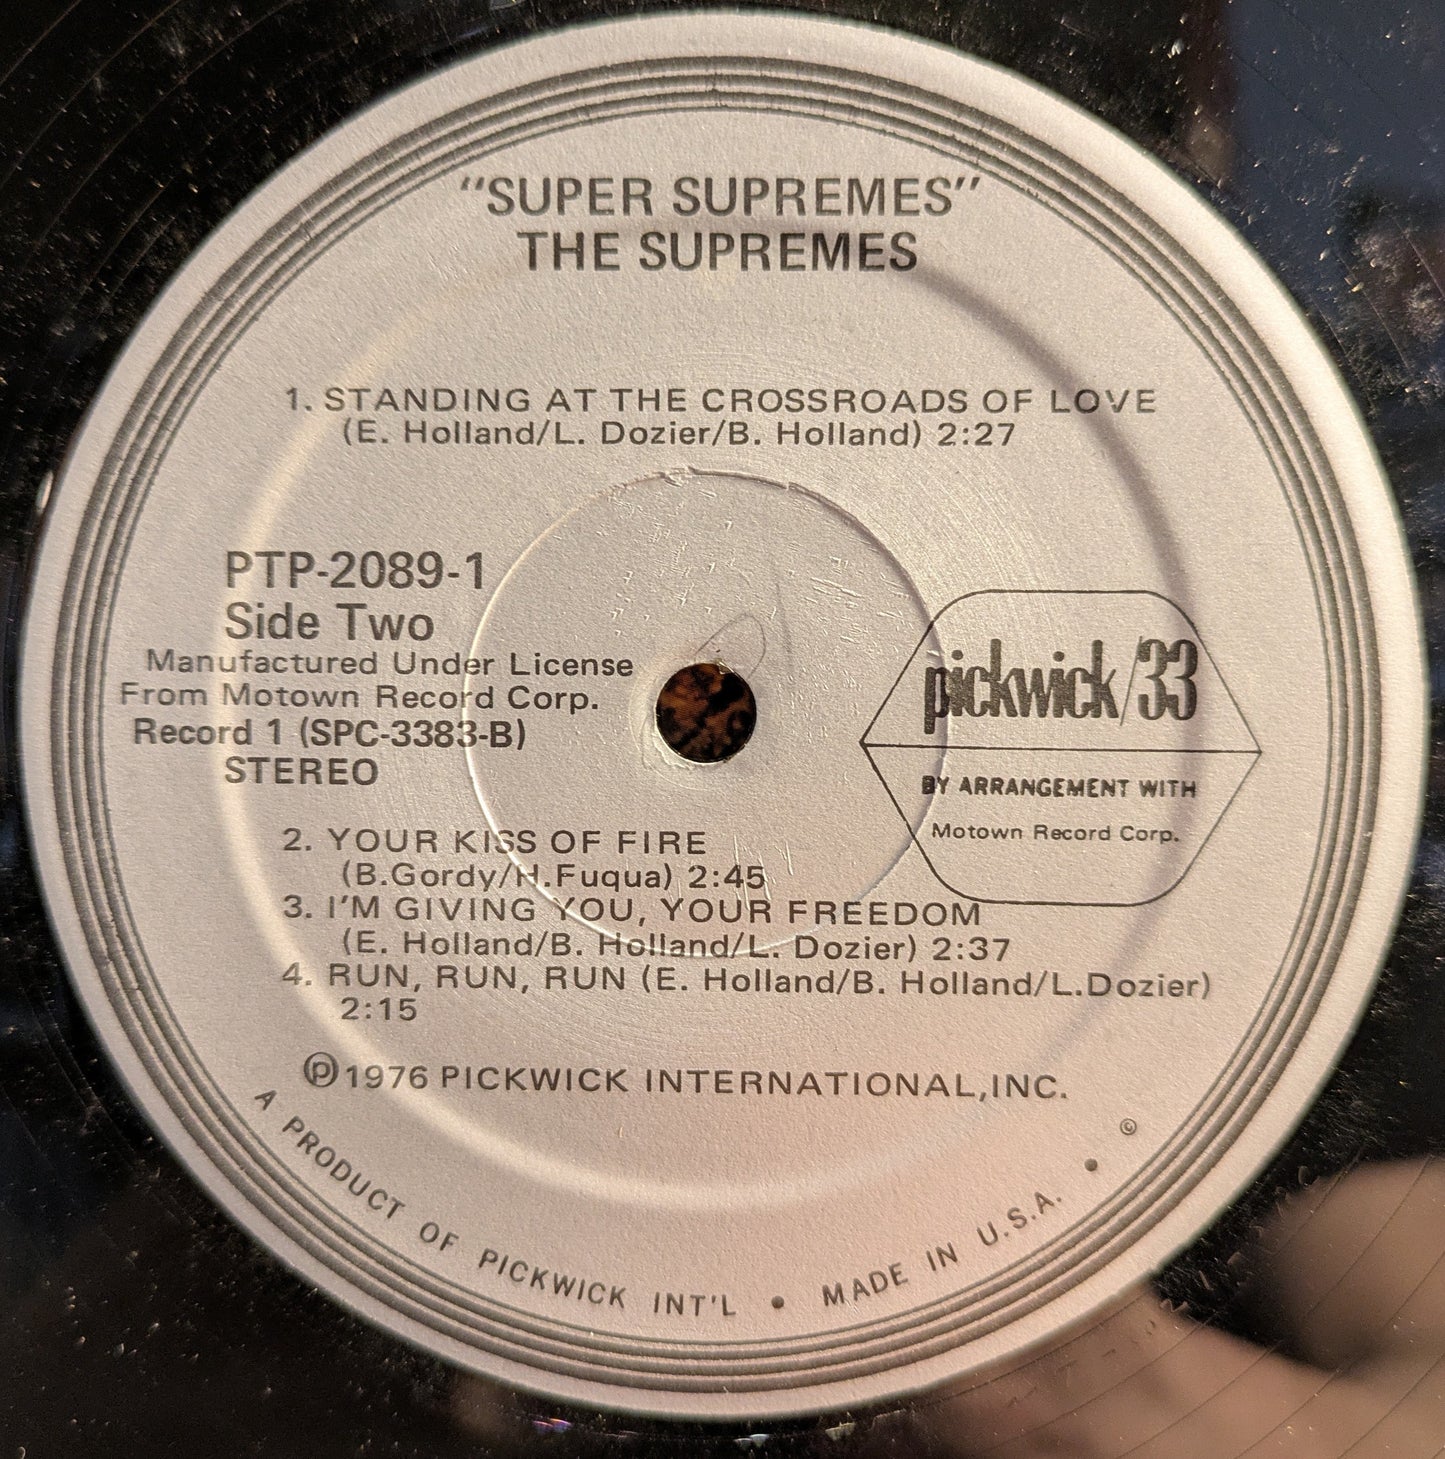 "SUPER SUPREMES"
THE SUPREMES
1. STANDING AT THE CROSSROADS OF LOVE
(E. Holland/L. Dozier/B. Holland) 2:27
PTP-2089-1
Side Two
Manufactured Under License
From Motown Record Corp.
Record 1 (SPC-3383-B)
STEREO
pickwick/33
BY ARRANGEMENT WITH
Motown Record Corp.
2. YOUR KISS OF FIRE
(B.Gordy/H.Fuqua) 2:45
3. I'M GIVING YOU, YOUR FREEDOM
(E. Holland/B. Holland/L. Dozier) 2:37
4. RUN, RUN, RUN (E. Holland/B. Holland/L.Dozier)
2:15
℗1976 PICKWICK INTERNATIONAL,INC.
A PRODUCT OF PICKWICK INT'L • MADE IN U.S.A. • ©